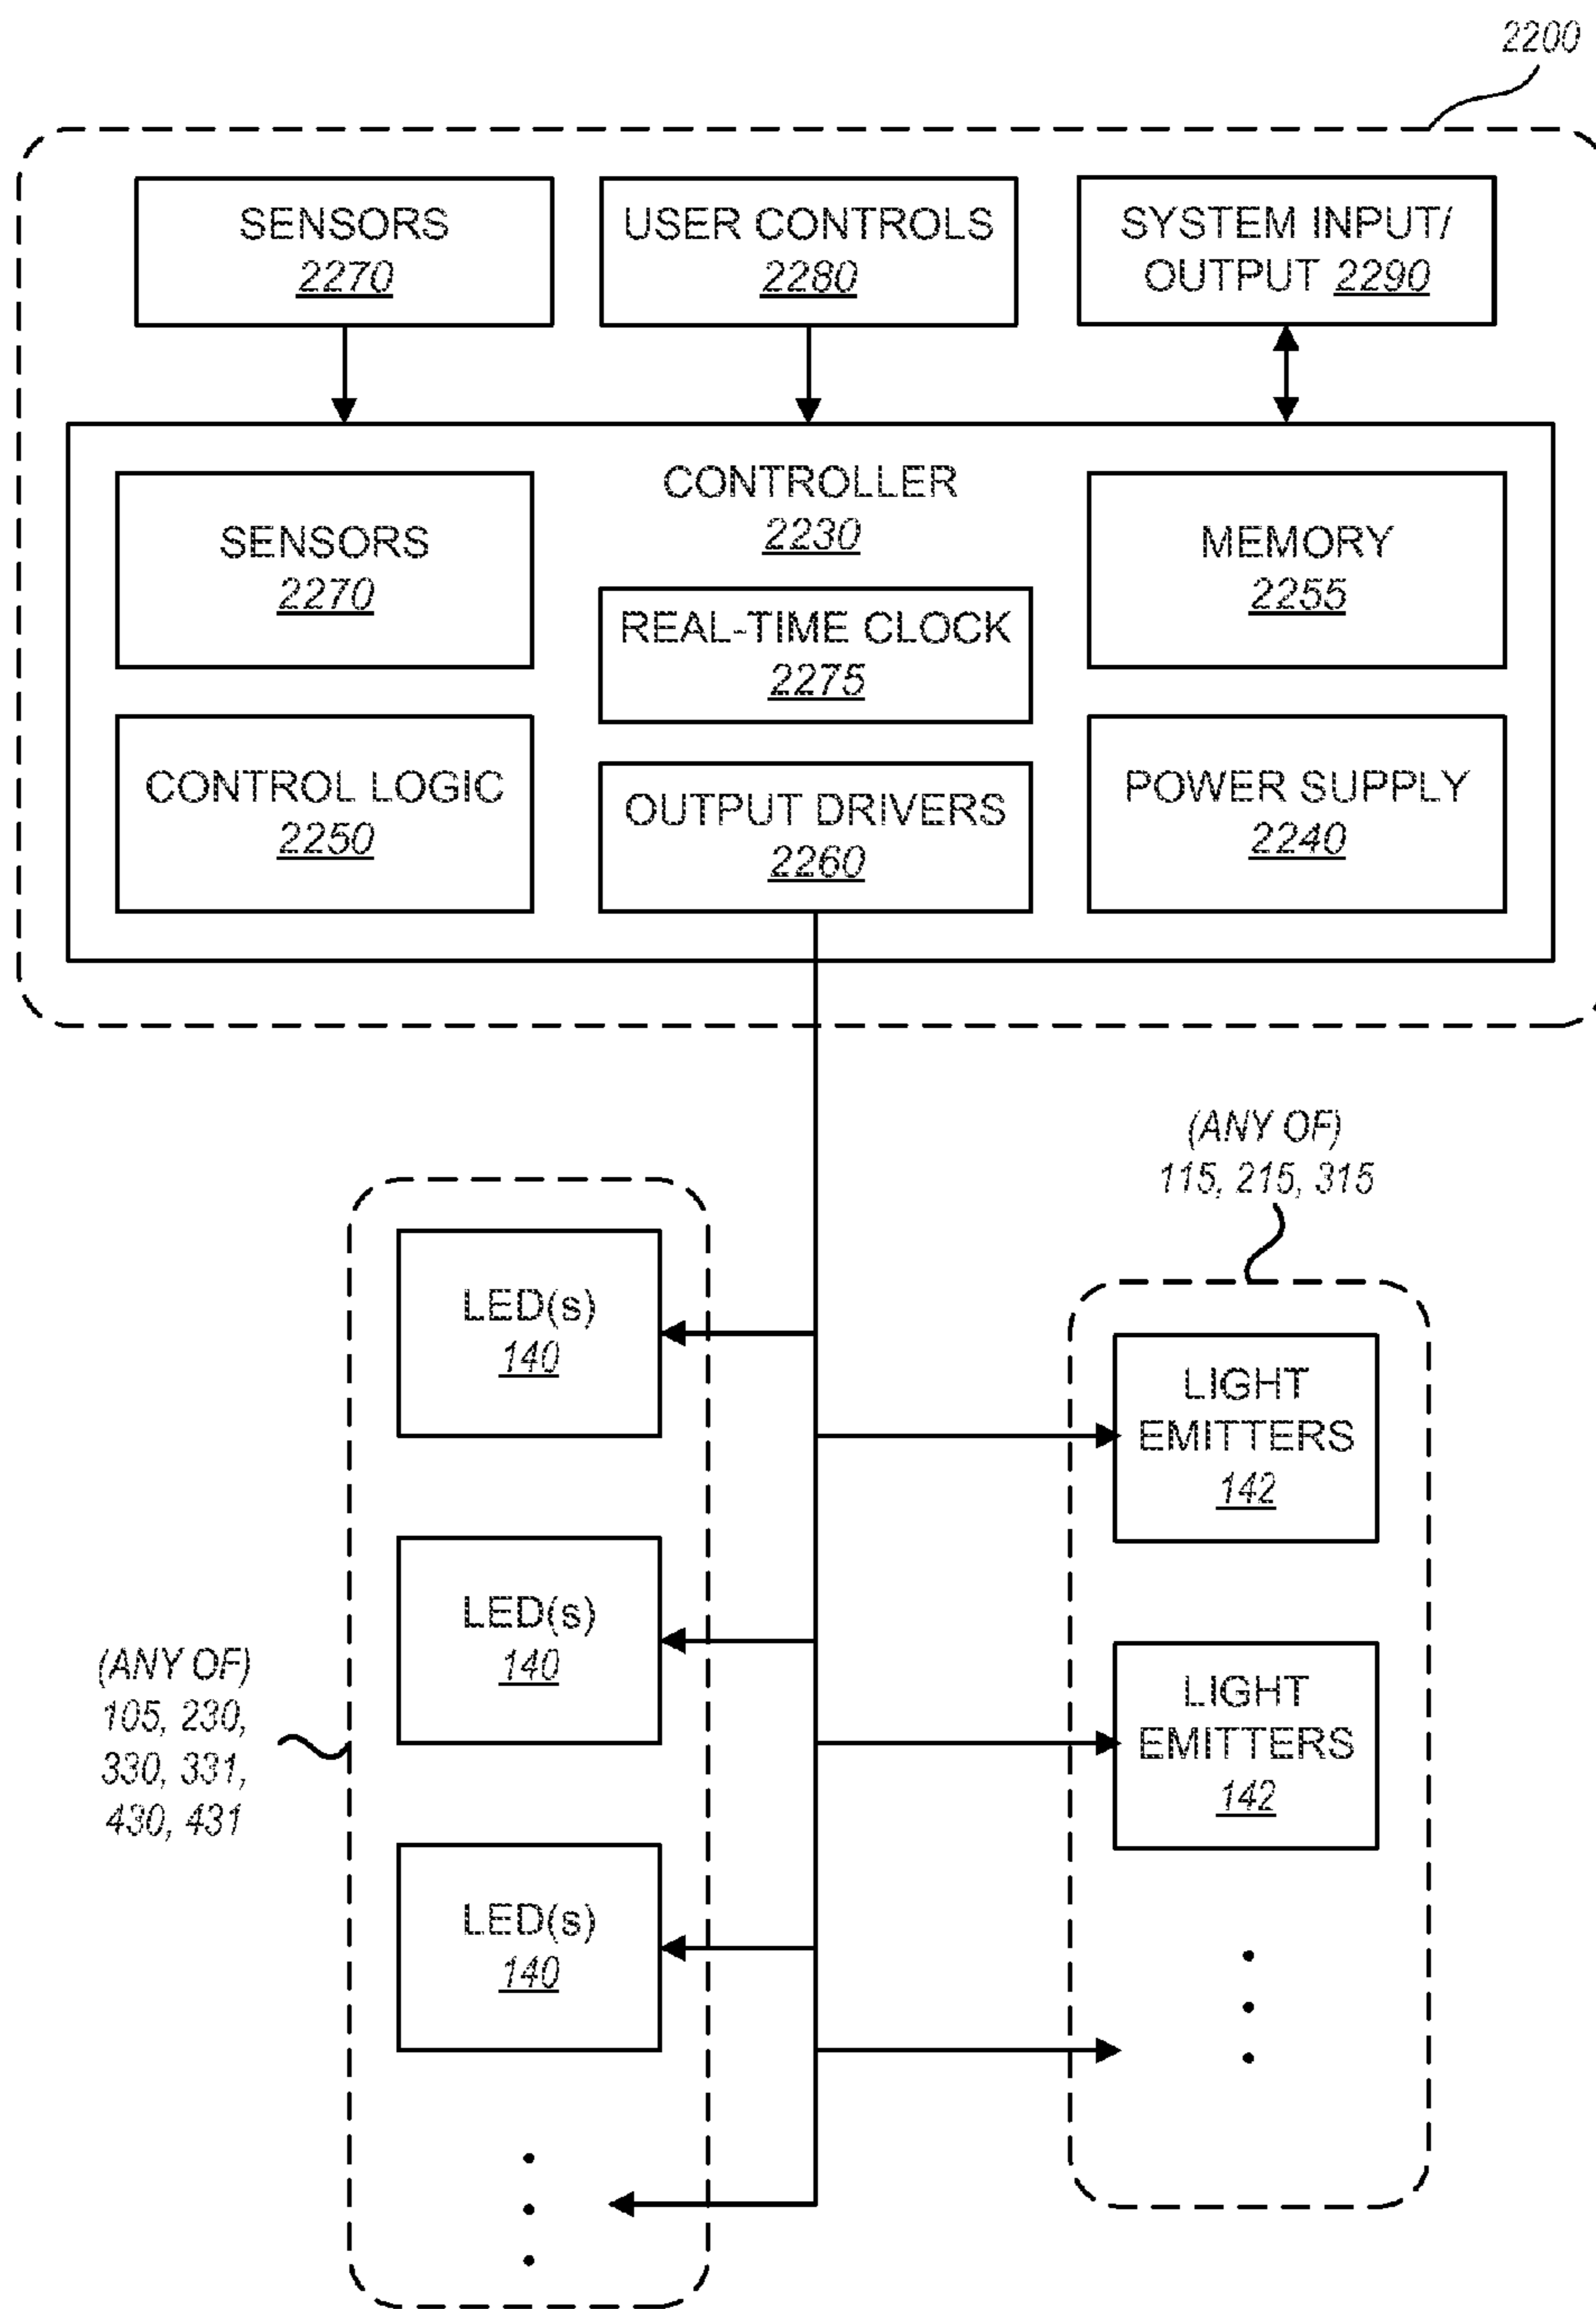 2200
SENSORS
2270
USER CONTROLS
2280
SYSTEM INPUT/
OUTPUT 2290
CONTROLLER
2230
SENSORS
2270
REAL-TIME CLOCK
2275
MEMORY
2255
CONTROL LOGIC
2250
OUTPUT DRIVERS
2260
POWER SUPPLY
2240
(ANY OF)
115, 215, 315
LED(s)
140
LIGHT
EMITTERS
142
LED(s)
140
LIGHT
EMITTERS
142
(ANY OF)
105, 230,
330, 331,
430, 431
LED(s)
140